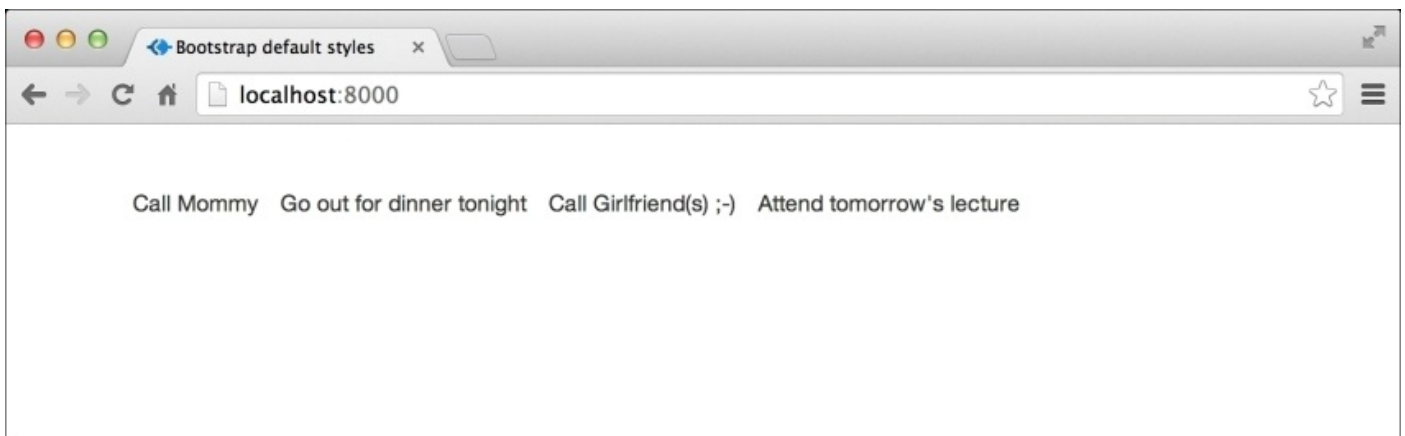 Bootstrap default styles
localhost:8000
Call Mommy Go out for dinner tonight Call Girlfriend(s) ;-) Attend tomorrow's lecture